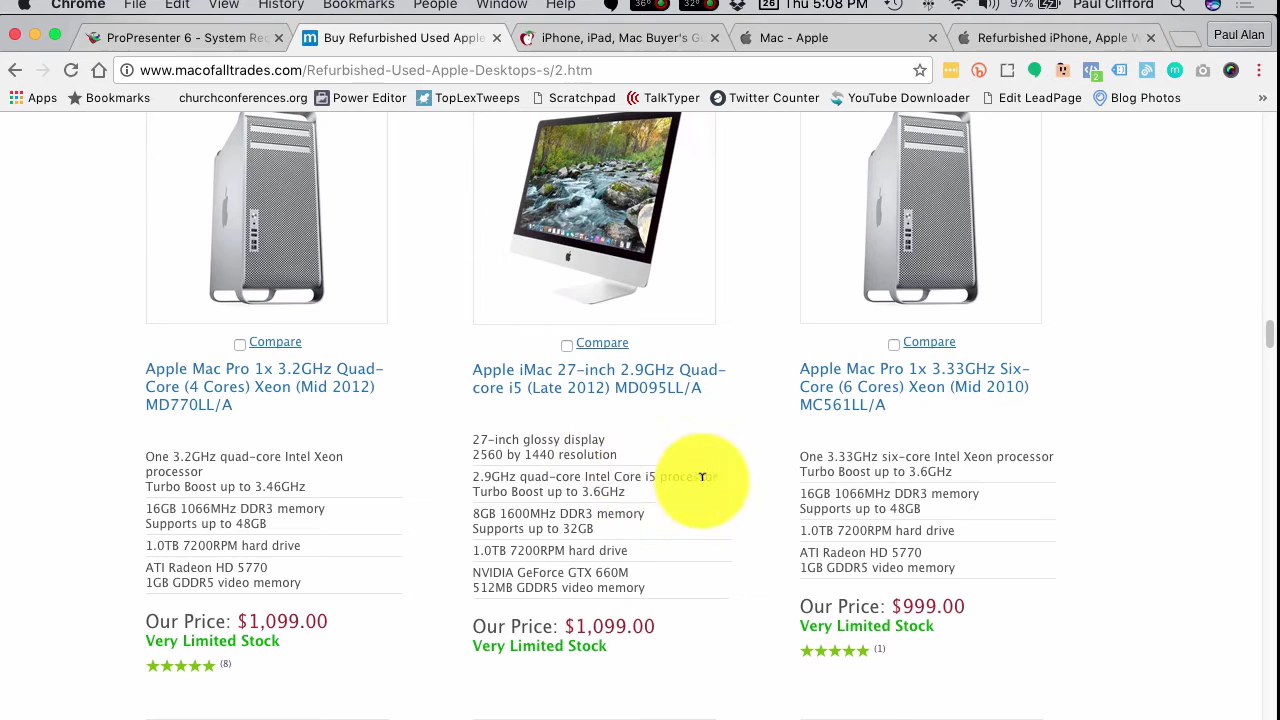 Chrome File Edit View History Bookmarks People Window Help 36° 32° 26 Thu 5:08 PM 97% Paul Clifford
ProPresenter 6 - System Req
Buy Refurbished Used Apple
iPhone, iPad, Mac Buyer's Gu
Mac - Apple
Refurbished iPhone, Apple W
Paul Alan
www.macofalltrades.com/Refurbished-Used-Apple-Desktops-s/2.htm
Apps Bookmarks churchconferences.org Power Editor TopLexTweeps Scratchpad TalkTyper Twitter Counter YouTube Downloader Edit LeadPage Blog Photos »
Compare
Apple Mac Pro 1x 3.2GHz Quad-
Core (4 Cores) Xeon (Mid 2012)
MD770LL/A
One 3.2GHz quad-core Intel Xeon
processor
Turbo Boost up to 3.46GHz
16GB 1066MHz DDR3 memory
Supports up to 48GB
1.0TB 7200RPM hard drive
ATI Radeon HD 5770
1GB GDDR5 video memory
Our Price: $1,099.00
Very Limited Stock
(8)
Compare
Apple iMac 27-inch 2.9GHz Quad-
core i5 (Late 2012) MD095LL/A
27-inch glossy display
2560 by 1440 resolution
2.9GHz quad-core Intel Core i5 processor
Turbo Boost up to 3.6GHz
8GB 1600MHz DDR3 memory
Supports up to 32GB
1.0TB 7200RPM hard drive
NVIDIA GeForce GTX 660M
512MB GDDR5 video memory
Our Price: $1,099.00
Very Limited Stock
Compare
Apple Mac Pro 1x 3.33GHz Six-
Core (6 Cores) Xeon (Mid 2010)
MC561LL/A
One 3.33GHz six-core Intel Xeon processor
Turbo Boost up to 3.6GHz
16GB 1066MHz DDR3 memory
Supports up to 48GB
1.0TB 7200RPM hard drive
ATI Radeon HD 5770
1GB GDDR5 video memory
Our Price: $999.00
Very Limited Stock
(1)